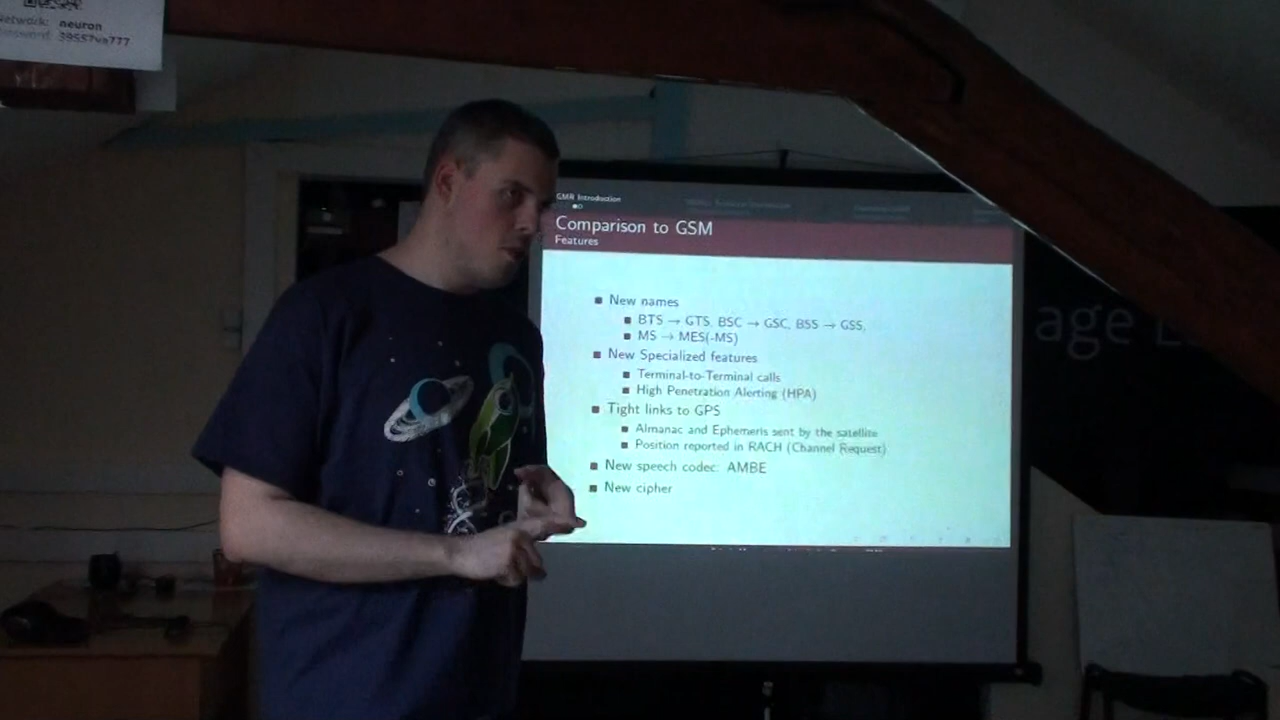 Network: neuron
39557va777
GMR Introduction
Comparison to GSM
Features
New names
BTS → GTS, BSC → GSC, BSS → GSS,
MS → MES(-MS)
New Specialized features
Terminal-to-Terminal calls
High Penetration Alerting (HPA)
Tight links to GPS
Almanac and Ephemeris sent by the satellite
Position reported in RACH (Channel Request)
New speech codec: AMBE
New cipher
age